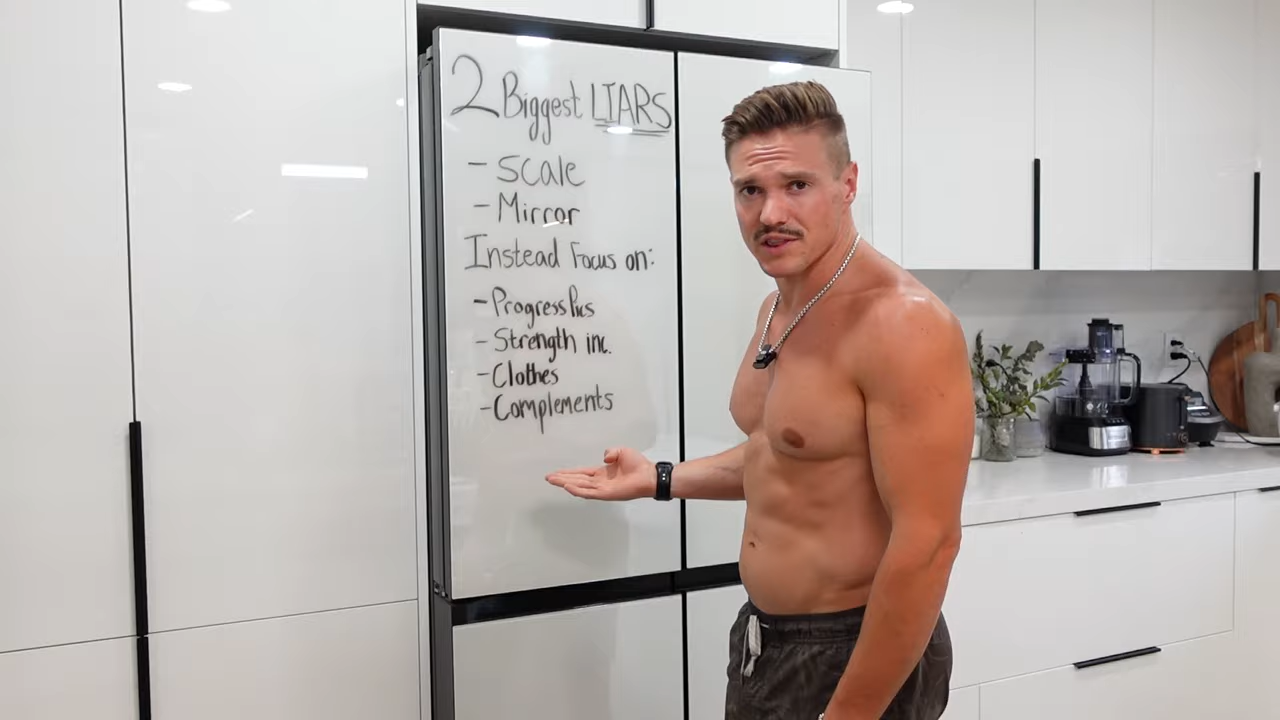 2 Biggest LIARS
- Scale
- Mirror
Instead Focus on:
- Progress Pics
- Strength inc.
- Clothes
- Complements